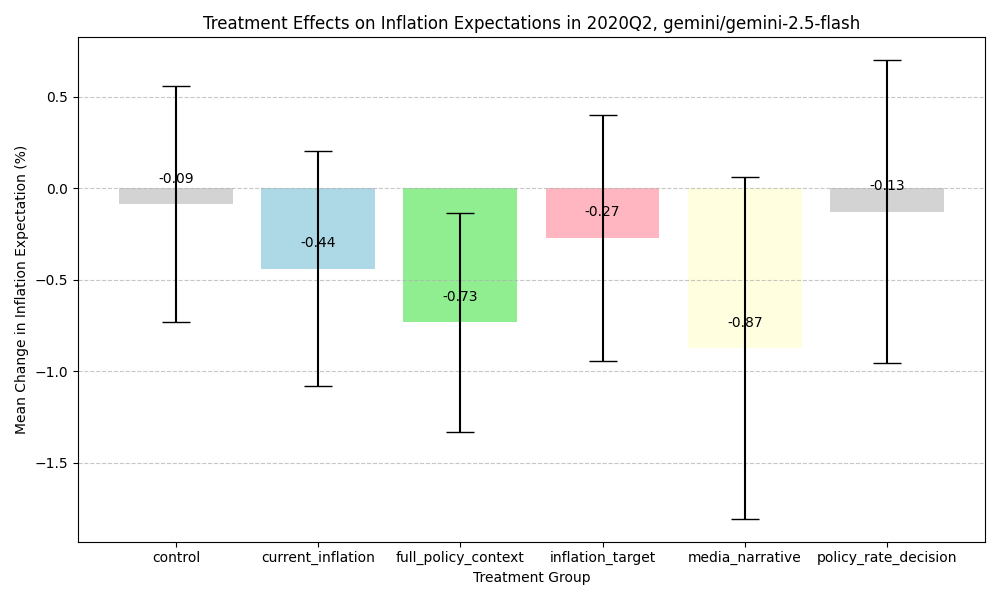 Treatment Effects on Inflation Expectations in 2020Q2, gemini/gemini-2.5-flash
Mean Change in Inflation Expectation (%)
0.5
0.0
−0.5
−1.0
−1.5
-0.09
-0.44
-0.73
-0.27
-0.87
-0.13
control
current_inflation
full_policy_context
inflation_target
media_narrative
policy_rate_decision
Treatment Group